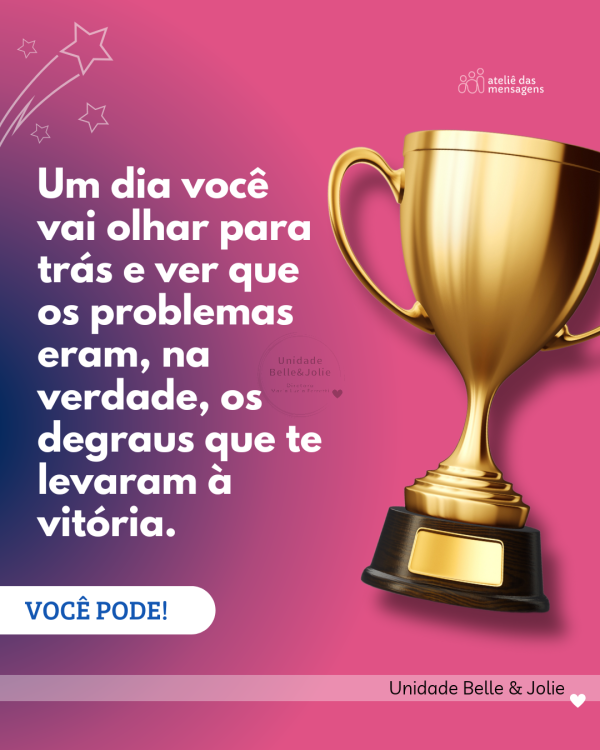 ateliê das
mensagens
Um dia você
vai olhar para
trás e ver que
os problemas
eram, na
verdade, os
degraus que te
levaram à
vitória.
Unidade
Belle&Jolie
VOCÊ PODE!
Unidade Belle & Jolie